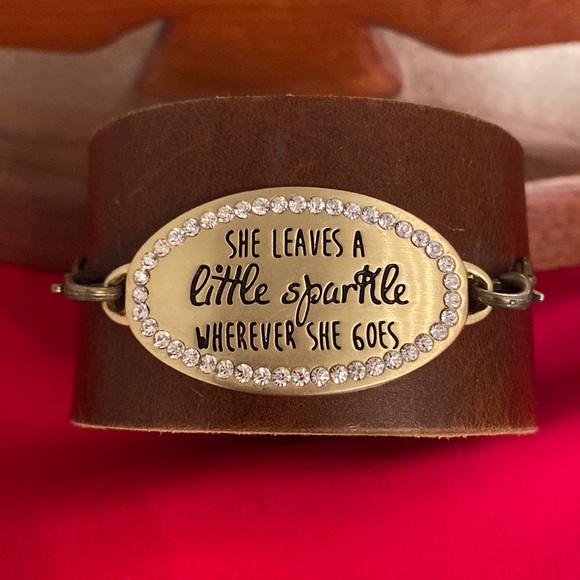 SHE LEAVES A
little sparkle
WHEREVER SHE GOES